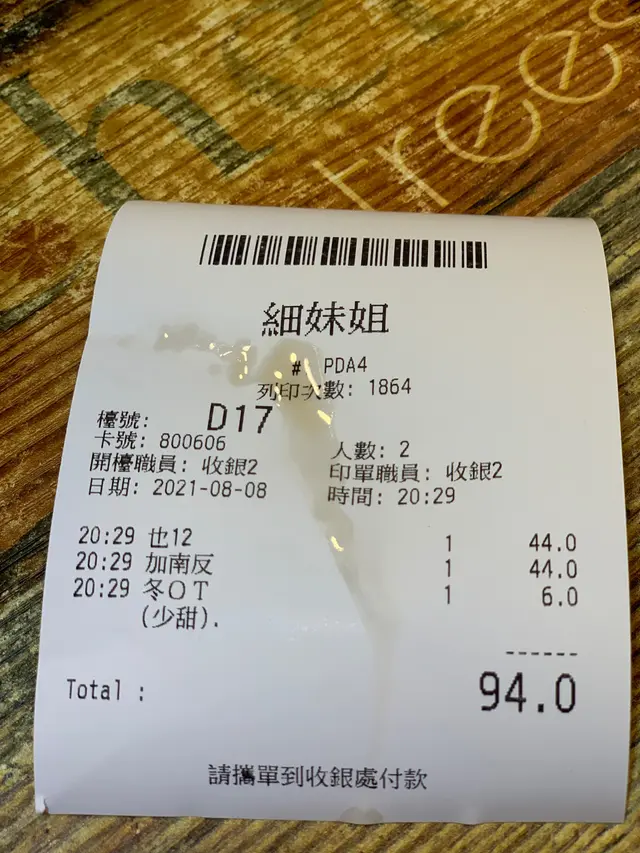 tree
細妹姐
# PDA4
列印次數: 1864
檯號: D17
卡號: 800606 人數: 2
開檯職員: 收銀2 印單職員: 收銀2
日期: 2021-08-08 時間: 20:29
20:29 也12 1 44.0
20:29 加南反 1 44.0
20:29 冬OT 1 6.0
(少甜).
------
Total : 94.0
請攜單到收銀處付款